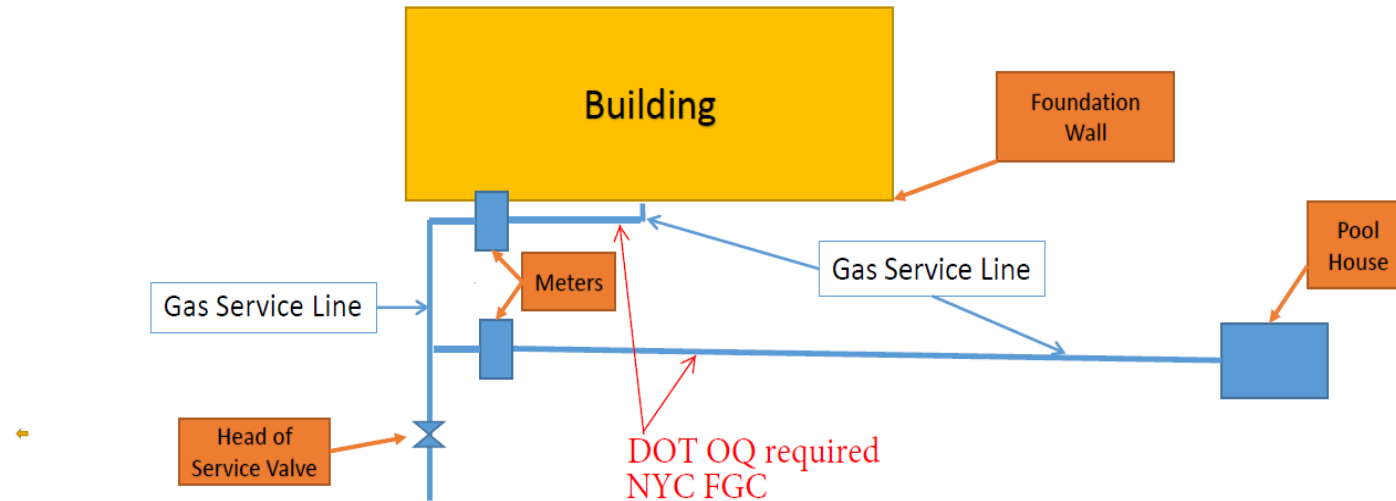 Building
Foundation
Wall
Pool
House
Gas Service Line
Meters
Gas Service Line
Head of
Service Valve
DOT OQ required
NYC FGC